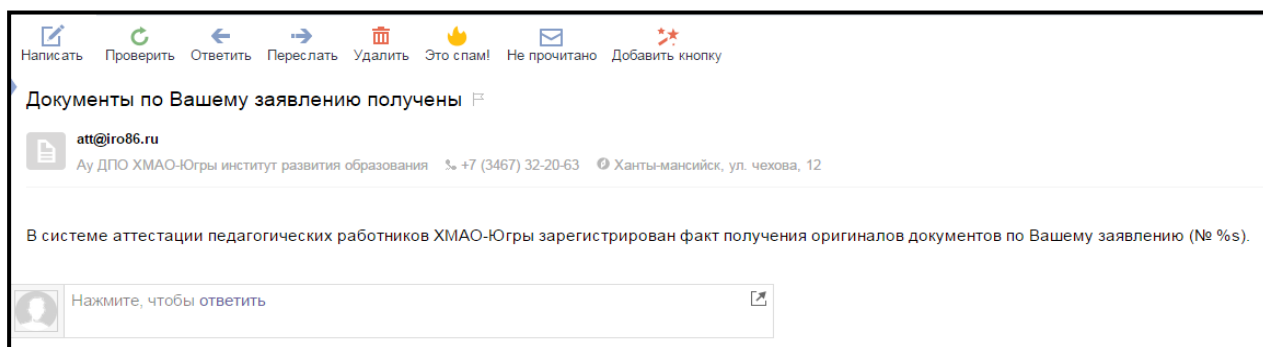 Написать Проверить Ответить Переслать Удалить Это спам! Не прочитано Добавить кнопку
Документы по Вашему заявлению получены
att@iro86.ru
Ау ДПО ХМАО-Югры институт развития образования +7 (3467) 32-20-63 Ханты-мансийск, ул. чехова, 12
В системе аттестации педагогических работников ХМАО-Югры зарегистрирован факт получения оригиналов документов по Вашему заявлению (№ %s).
Нажмите, чтобы ответить